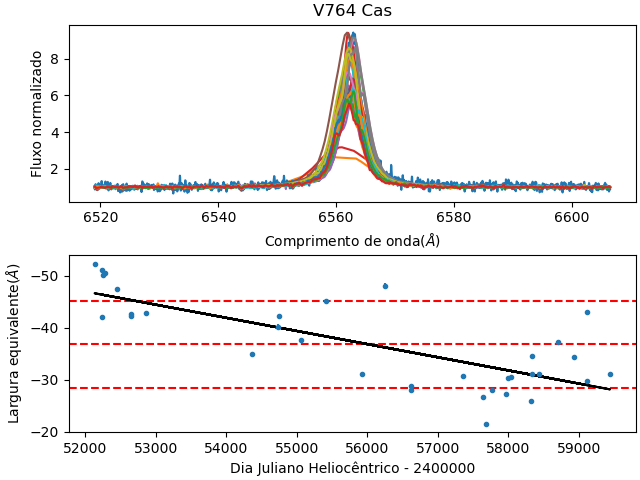 V764 Cas
Fluxo normalizado
8
6
4
2
6520 6540 6560 6580 6600
Comprimento de onda(Å)
Largura equivalente(Å)
−50
−40
−30
−20
52000 53000 54000 55000 56000 57000 58000 59000
Dia Juliano Heliocêntrico - 2400000